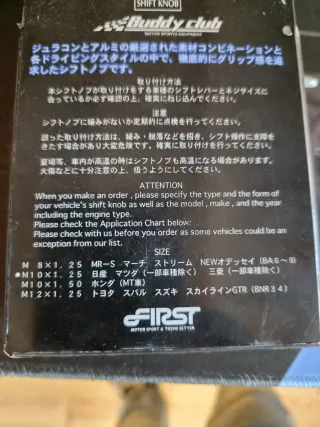 SHIFT KNOB
Buddy club
MOTOR SPORTS EQUIPMENT
ジュラコンとアルミの厳選された素材コンビネーションと
各ドライビングスタイルの中で、徹底的にグリップ感を追
求したシフトノブです。
取り付け方法
本シフトノブが取り付けをする車種のシフトレバーとネジサイズに
合っているか必ず確認の上、確実にねじ込んでください。
注意
シフトノブに緩みがないか定期的に点検を行ってください。
誤った取り付け方法は、緩み・脱落などを招き、シフト操作に支障を
きたす場合があり大変危険です。確実に取り付けを行ってください。
夏場等、車内が高温の時はシフトノブも高温になる場合があります。
火傷などに十分注意の上、扱うようにしてください。
ATTENTION
When you make an order , please specify the type and the form of
your vehicle's shift knob as well as the model , make , and the year
including the engine type.
Please check the Application Chart below:
Please check with us before you order as some vehicles could be an
exception from our list.
SIZE
M 8×1.25 MR-S マーチ ストリーム NEWオデッセイ(BA6~9)
●M10×1.25 日産 マツダ(一部車種除く) 三菱(一部車種除く)
M10×1.50 ホンダ(MT車)
M12×1.25 トヨタ スバル スズキ スカイラインGTR(BNR34)
FIRST
MOTOR SPORT & TREND SETTER